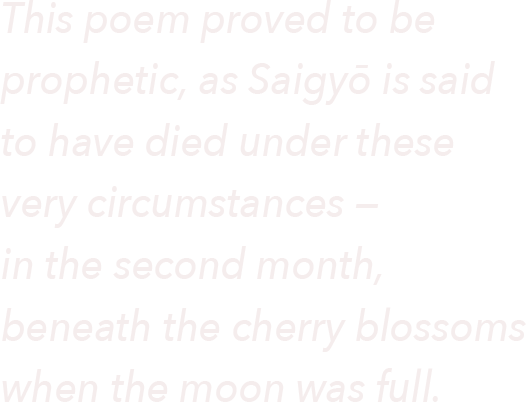 This poem proved to be
prophetic, as Saigyō is said
to have died under these
very circumstances –
in the second month,
beneath the cherry blossoms
when the moon was full.